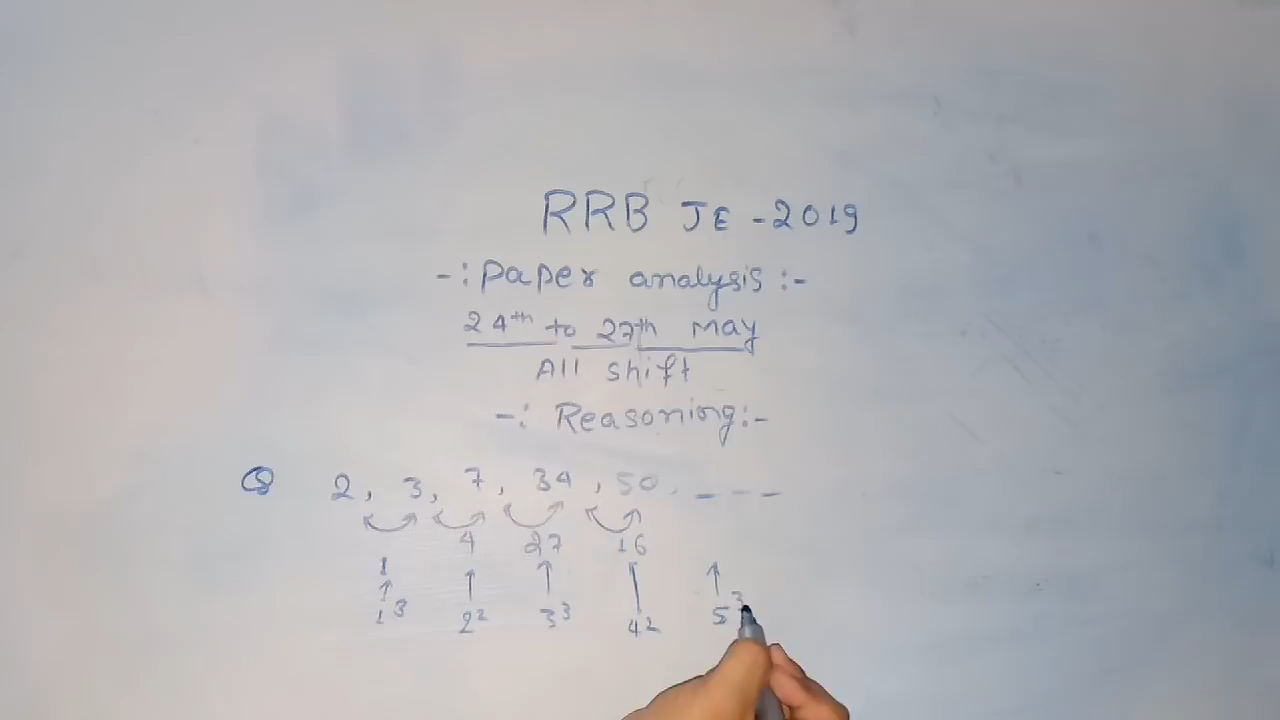 RRB JE - 2019
-: Paper analysis :-
24th to 27th May
All shift
-: Reasoning :-
Q 2, 3, 7, 34, 50, ---
4 27 16
1
1³ 2² 3³ 4² 5³